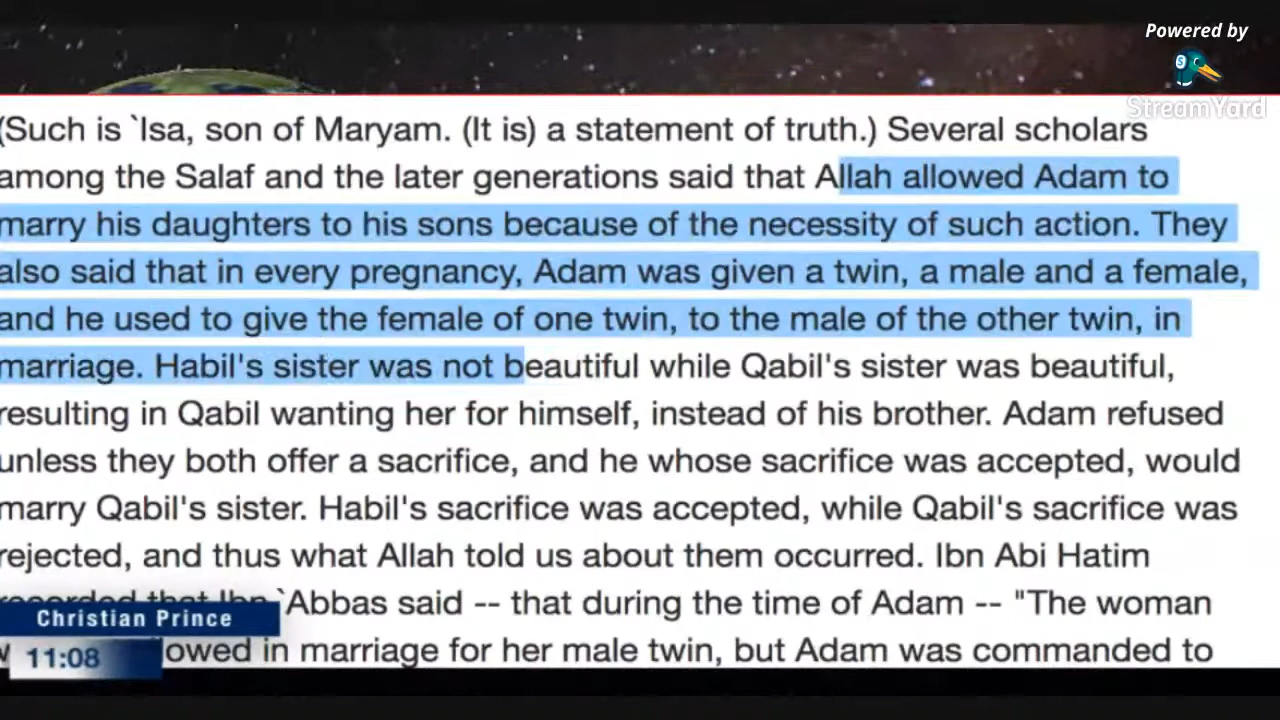 Powered by
S
StreamYard
(Such is `Isa, son of Maryam. (It is) a statement of truth.) Several scholars
among the Salaf and the later generations said that Allah allowed Adam to
marry his daughters to his sons because of the necessity of such action. They
also said that in every pregnancy, Adam was given a twin, a male and a female,
and he used to give the female of one twin, to the male of the other twin, in
marriage. Habil's sister was not beautiful while Qabil's sister was beautiful,
resulting in Qabil wanting her for himself, instead of his brother. Adam refused
unless they both offer a sacrifice, and he whose sacrifice was accepted, would
marry Qabil's sister. Habil's sacrifice was accepted, while Qabil's sacrifice was
rejected, and thus what Allah told us about them occurred. Ibn Abi Hatim
recorded that Ibn `Abbas said -- that during the time of Adam -- "The woman
owed in marriage for her male twin, but Adam was commanded to
Christian Prince
11:08